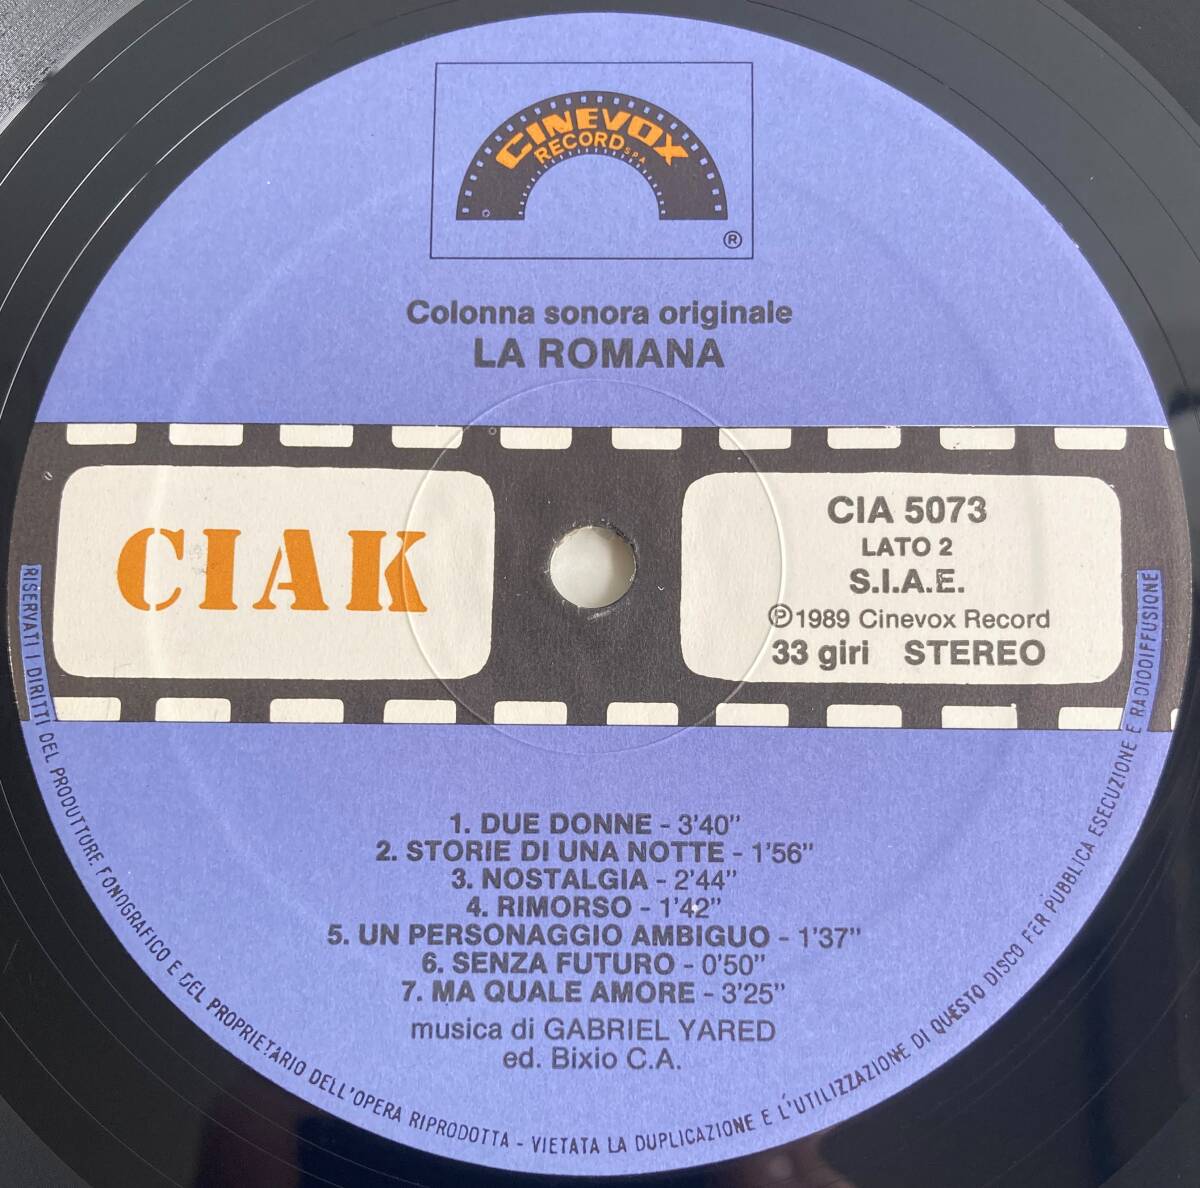 CINEVOX
RECORD S.P.A.
®
Colonna sonora originale
LA ROMANA
CIAK
CIA 5073
LATO 2
S.I.A.E.
℗1989 Cinevox Record
33 giri STEREO
1. DUE DONNE - 3'40"
2. STORIE DI UNA NOTTE - 1'56"
3. NOSTALGIA - 2'44"
4. RIMORSO - 1'42"
5. UN PERSONAGGIO AMBIGUO - 1'37"
6. SENZA FUTURO - 0'50"
7. MA QUALE AMORE - 3'25"
musica di GABRIEL YARED
ed. Bixio C.A.
RISERVATI I DIRITTI DEL PRODUTTORE FONOGRAFICO E DEL PROPRIETARIO DELL'OPERA RIPRODOTTA - VIETATA LA DUPLICAZIONE E L'UTILIZZAZIONE DI QUESTO DISCO PER PUBBLICA ESECUZIONE E RADIODIFFUSIONE